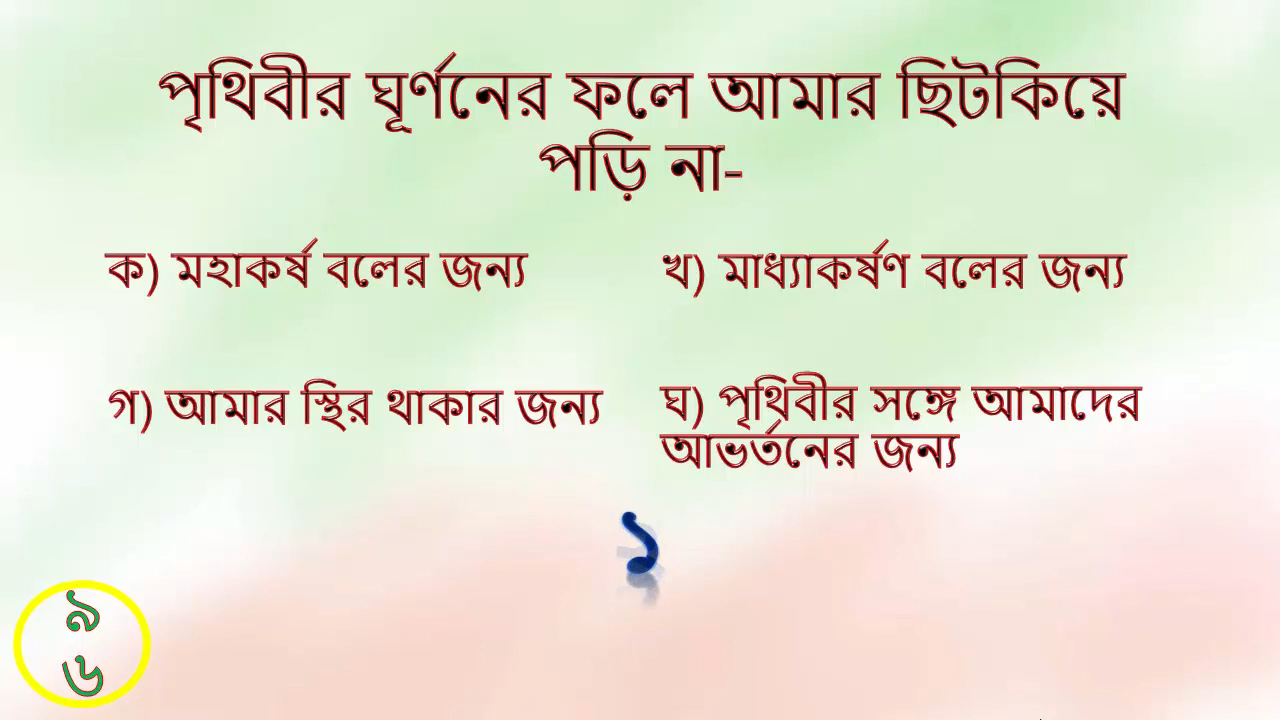 পৃথিবীর ঘূর্ণনের ফলে আমার ছিটকিয়ে
পড়ি না-
ক) মহাকর্ষ বলের জন্য
খ) মাধ্যাকর্ষণ বলের জন্য
গ) আমার স্থির থাকার জন্য
ঘ) পৃথিবীর সঙ্গে আমাদের
আভর্তনের জন্য
১
৯
৬